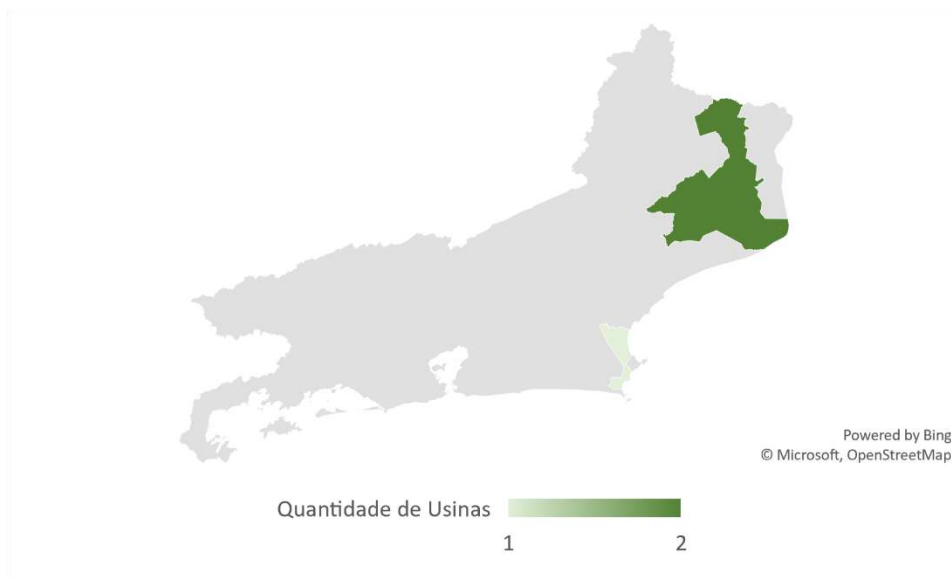 Powered by Bing
© Microsoft, OpenStreetMap
Quantidade de Usinas
1
2